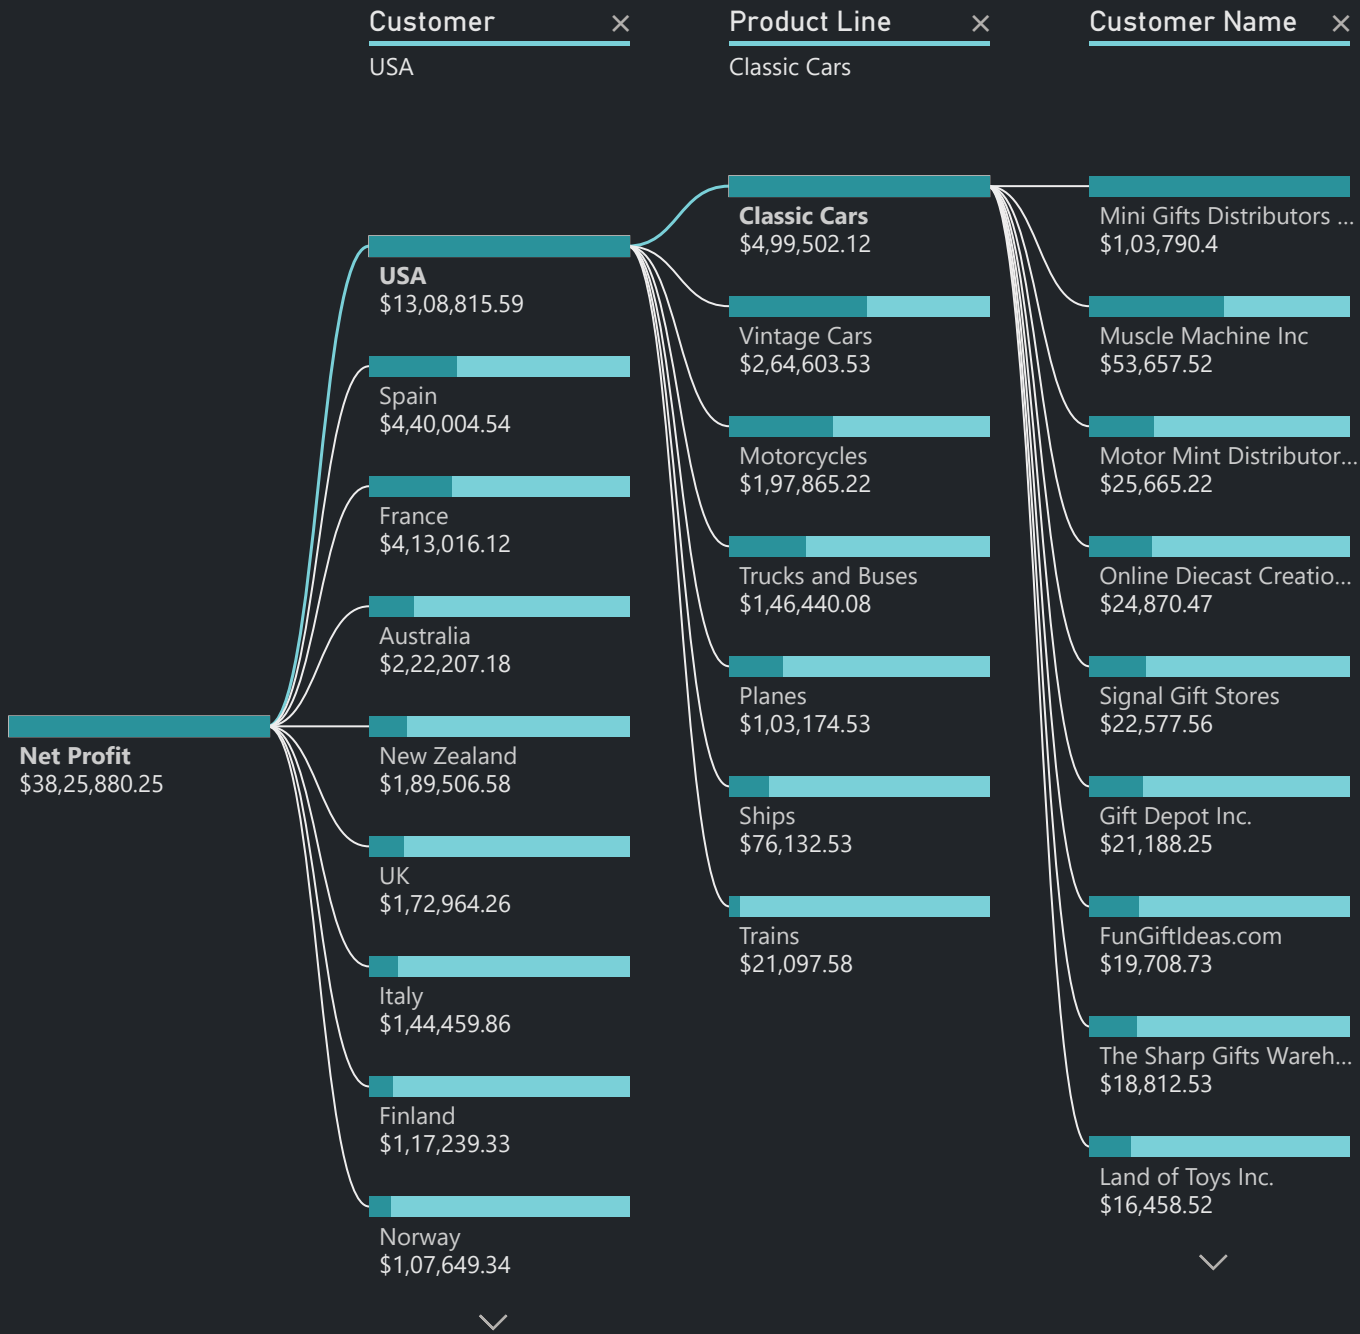 Customer
USA
Product Line
Classic Cars
Customer Name
Net Profit
$38,25,880.25
USA
$13,08,815.59
Spain
$4,40,004.54
France
$4,13,016.12
Australia
$2,22,207.18
New Zealand
$1,89,506.58
UK
$1,72,964.26
Italy
$1,44,459.86
Finland
$1,17,239.33
Norway
$1,07,649.34
Classic Cars
$4,99,502.12
Vintage Cars
$2,64,603.53
Motorcycles
$1,97,865.22
Trucks and Buses
$1,46,440.08
Planes
$1,03,174.53
Ships
$76,132.53
Trains
$21,097.58
Mini Gifts Distributors ...
$1,03,790.4
Muscle Machine Inc
$53,657.52
Motor Mint Distributor...
$25,665.22
Online Diecast Creatio...
$24,870.47
Signal Gift Stores
$22,577.56
Gift Depot Inc.
$21,188.25
FunGiftIdeas.com
$19,708.73
The Sharp Gifts Wareh...
$18,812.53
Land of Toys Inc.
$16,458.52